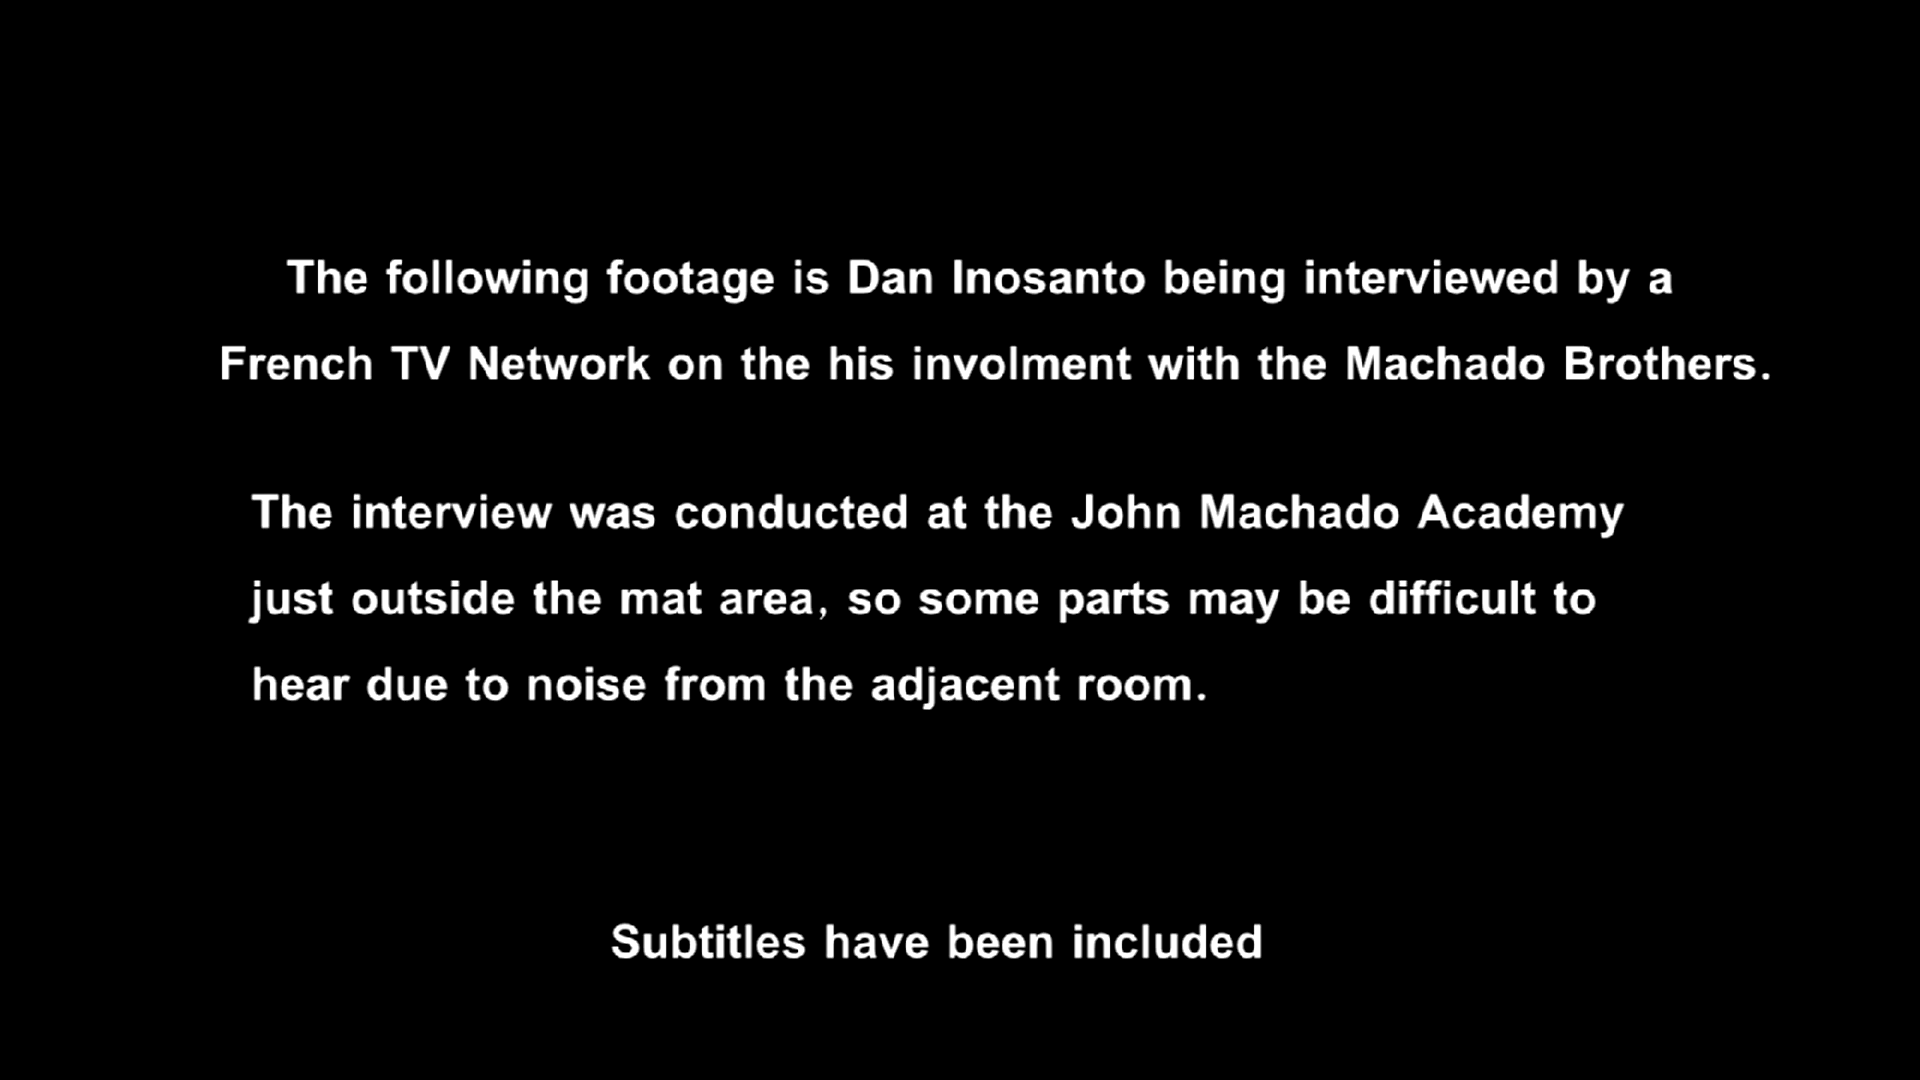 The following footage is Dan Inosanto being interviewed by a
French TV Network on the his involment with the Machado Brothers.
The interview was conducted at the John Machado Academy
just outside the mat area, so some parts may be difficult to
hear due to noise from the adjacent room.
Subtitles have been included